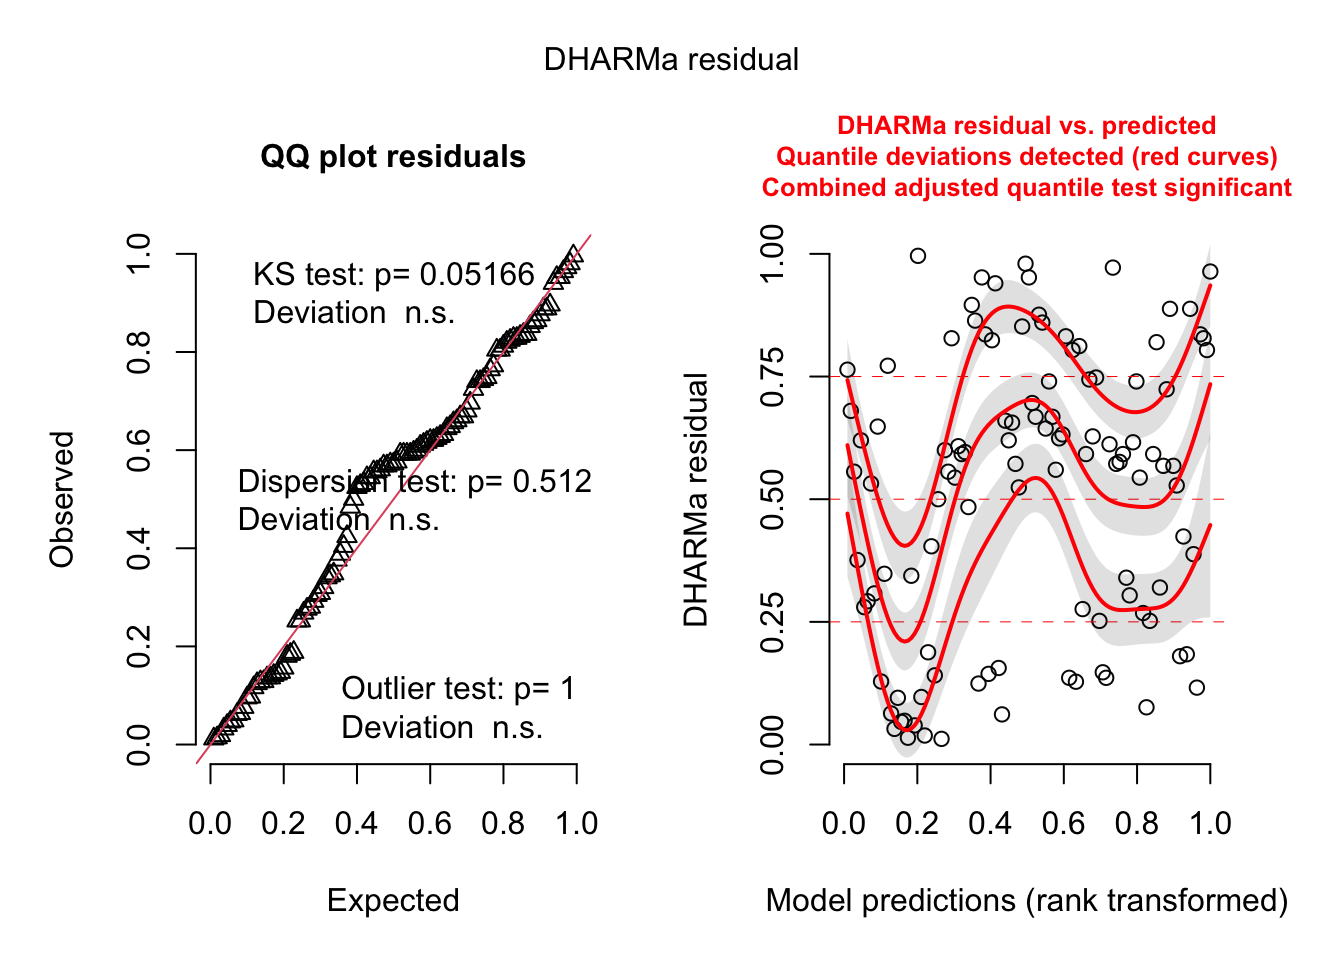 DHARMa residual
QQ plot residuals
KS test: p= 0.05166
Deviation  n.s.
Dispersion test: p= 0.512
Deviation  n.s.
Outlier test: p= 1
Deviation  n.s.
Observed
0.0
0.2
0.4
0.6
0.8
1.0
0.0 0.2 0.4 0.6 0.8 1.0
Expected
DHARMa residual vs. predicted
Quantile deviations detected (red curves)
Combined adjusted quantile test significant
DHARMa residual
0.00
0.25
0.50
0.75
1.00
0.0 0.2 0.4 0.6 0.8 1.0
Model predictions (rank transformed)